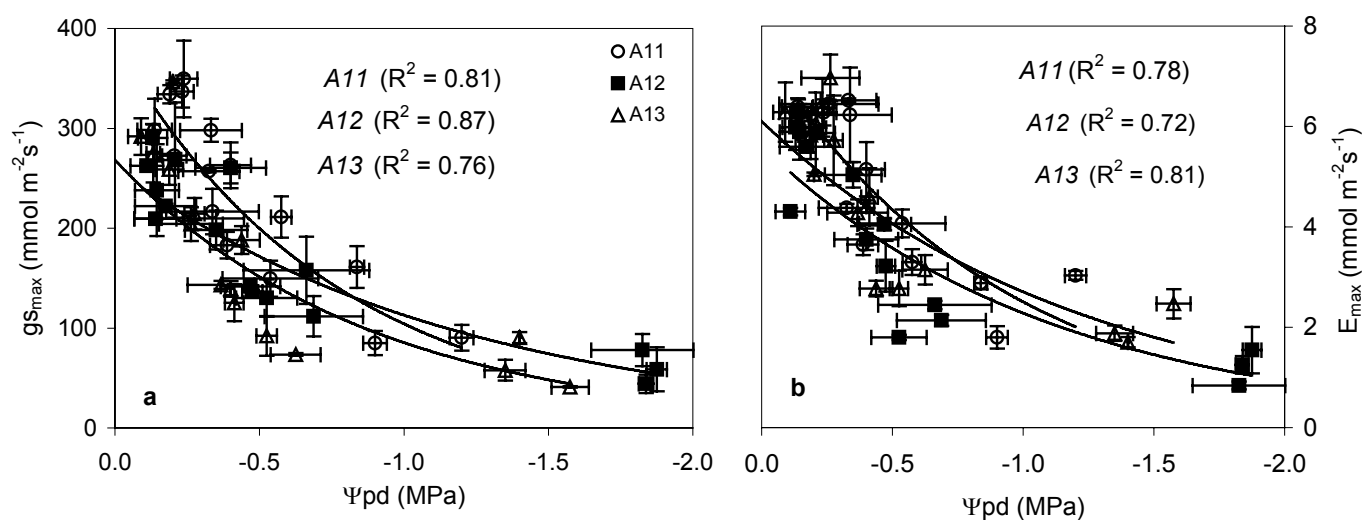 400
300
200
100
0
gs_max (mmol m⁻²s⁻¹)
A11 (R² = 0.81)
A12 (R² = 0.87)
A13 (R² = 0.76)
A11
A12
A13
a
0.0 -0.5 -1.0 -1.5 -2.0
Ψpd (MPa)
A11 (R² = 0.78)
A12 (R² = 0.72)
A13 (R² = 0.81)
b
8
6
4
2
0
E_max (mmol m⁻²s⁻¹)
0.0 -0.5 -1.0 -1.5 -2.0
Ψpd (MPa)